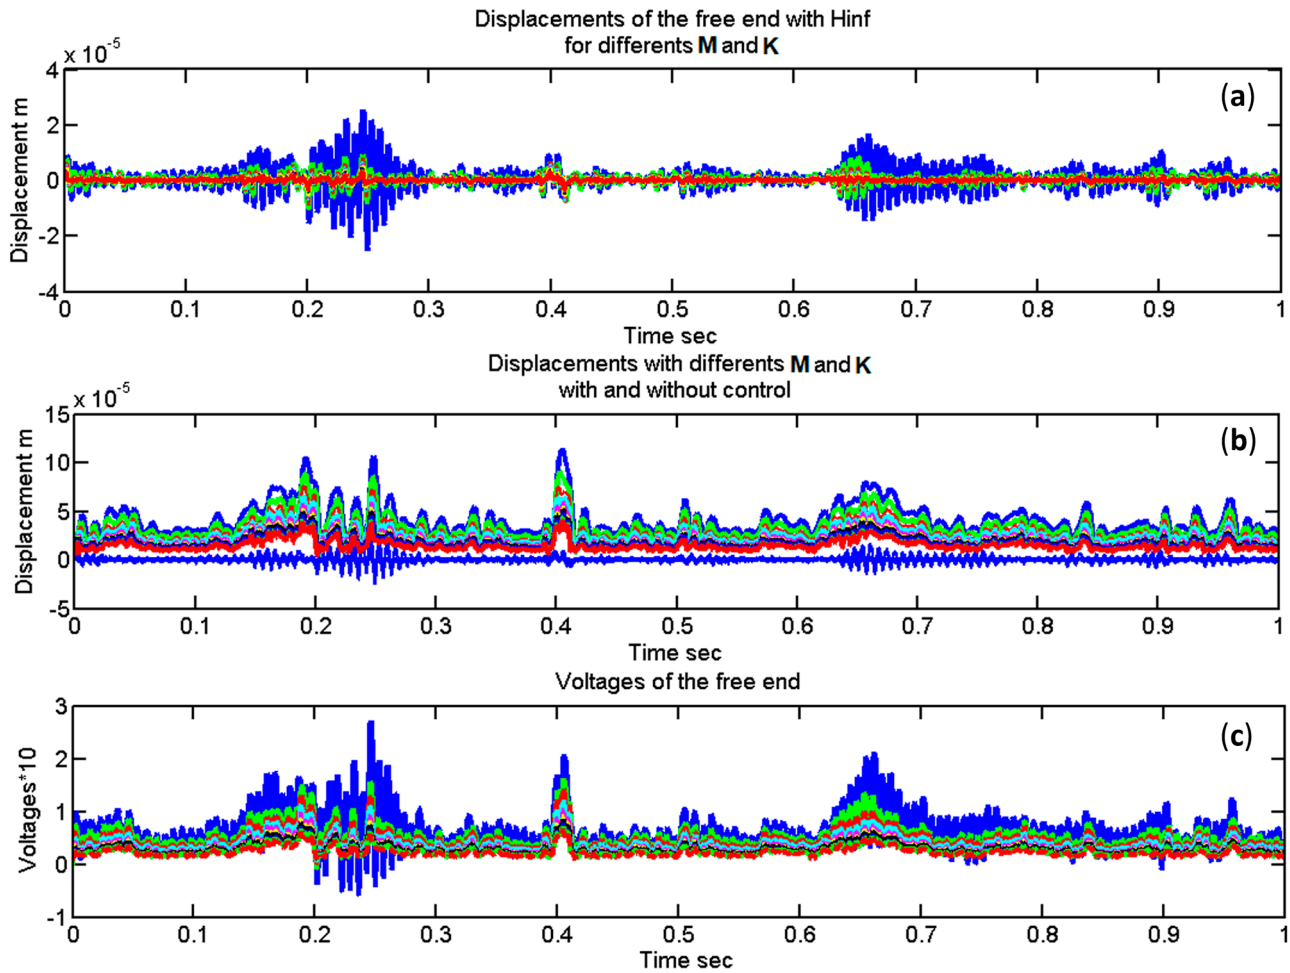 Displacements of the free end with Hinf
for differents M and K
x 10-5
(a)
4
2
0
-2
-4
Displacement m
0 0.1 0.2 0.3 0.4 0.5 0.6 0.7 0.8 0.9 1
Time sec
Displacements with differents M and K
with and without control
x 10-5
(b)
15
10
5
0
-5
Displacement m
0 0.1 0.2 0.3 0.4 0.5 0.6 0.7 0.8 0.9 1
Time sec
Voltages of the free end
(c)
3
2
1
0
-1
Voltages*10
0 0.1 0.2 0.3 0.4 0.5 0.6 0.7 0.8 0.9 1
Time sec